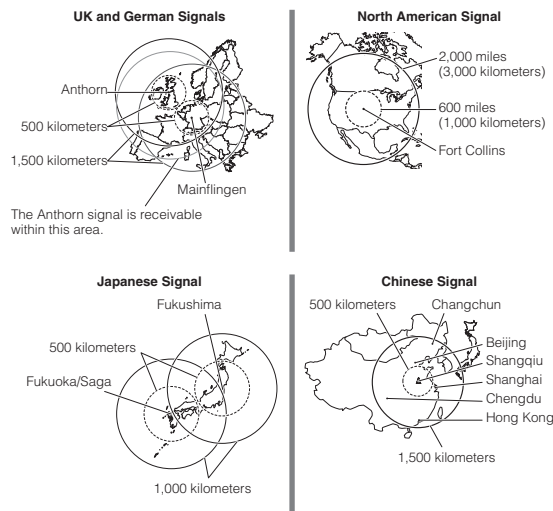 UK and German Signals
Anthorn
500 kilometers
1,500 kilometers
Mainflingen
The Anthorn signal is receivable
within this area.
North American Signal
2,000 miles
(3,000 kilometers)
600 miles
(1,000 kilometers)
Fort Collins
Japanese Signal
Fukushima
500 kilometers
Fukuoka/Saga
1,000 kilometers
Chinese Signal
500 kilometers
Changchun
Beijing
Shangqiu
Shanghai
Chengdu
Hong Kong
1,500 kilometers